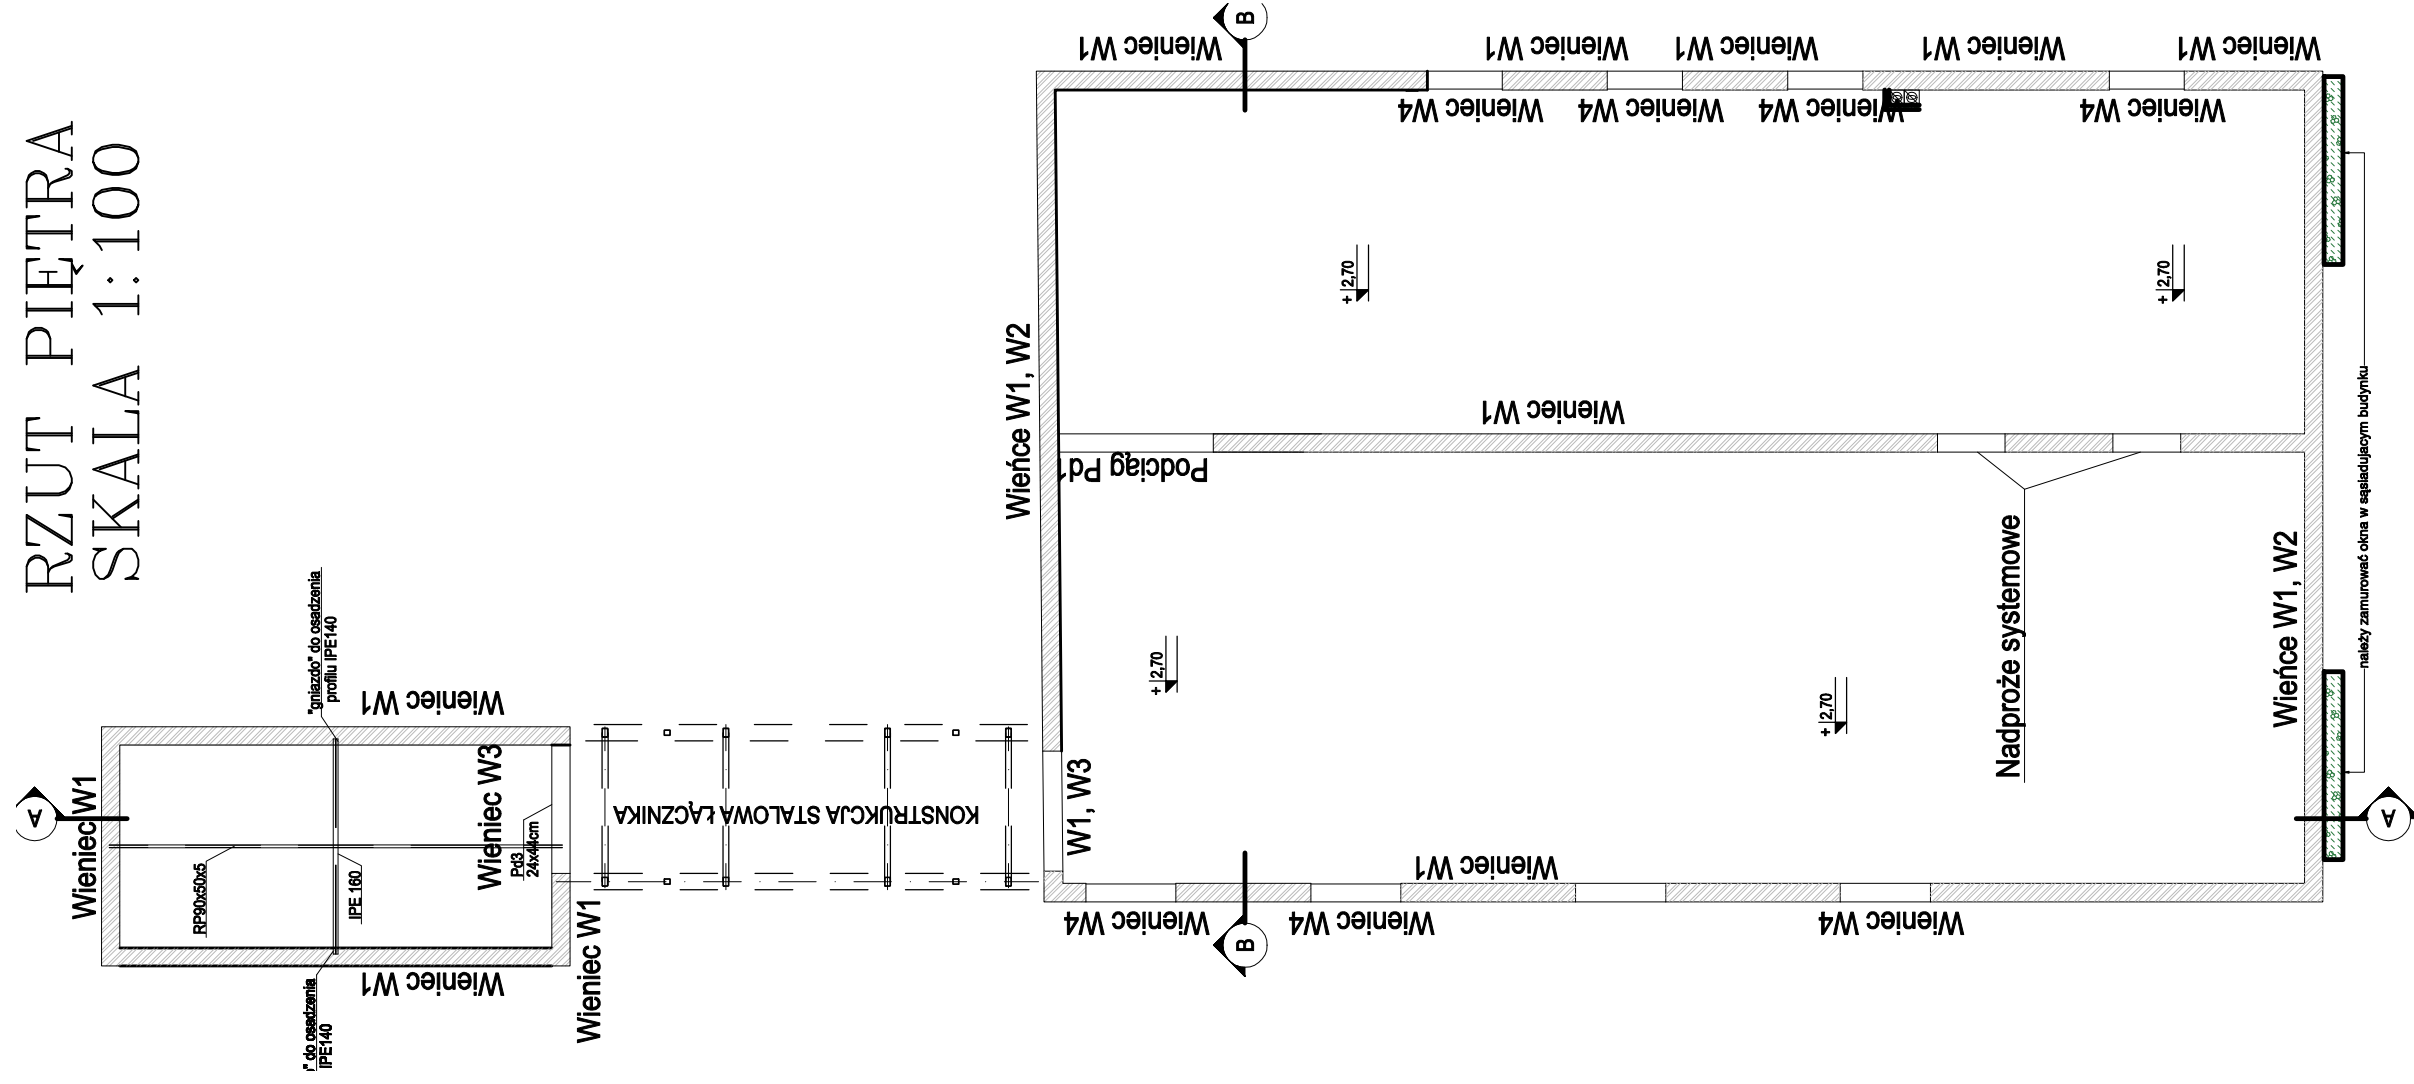 RZUT PIĘTRA
SKALA 1:100
B
Wieniec W1
Wieniec W1
Wieniec W1
Wieniec W1
Wieniec W1
Wieniec W4
Wieniec W4
Wieniec W4
Wieniec W4
+ 2,70
+ 2,70
Wieńce W1, W2
Wieniec W1
Podciąg Pd1
należy zamurować okna w sąsiadującym budynku
Nadproże systemowe
Wieńce W1, W2
+ 2,70
+ 2,70
"gniazdo" do osadzenia
profilu IPE140
Wieniec W1
A
Wieniec W1
RP90x50x5
IPE 160
Wieniec W3
Pd3
24x44cm
KONSTRUKCJA STALOWA ŁĄCZNIKA
W1, W3
Wieniec W1
A
Wieniec W4
Wieniec W4
Wieniec W4
B
Wieniec W1
Wieniec W1
do osadzenia
IPE140